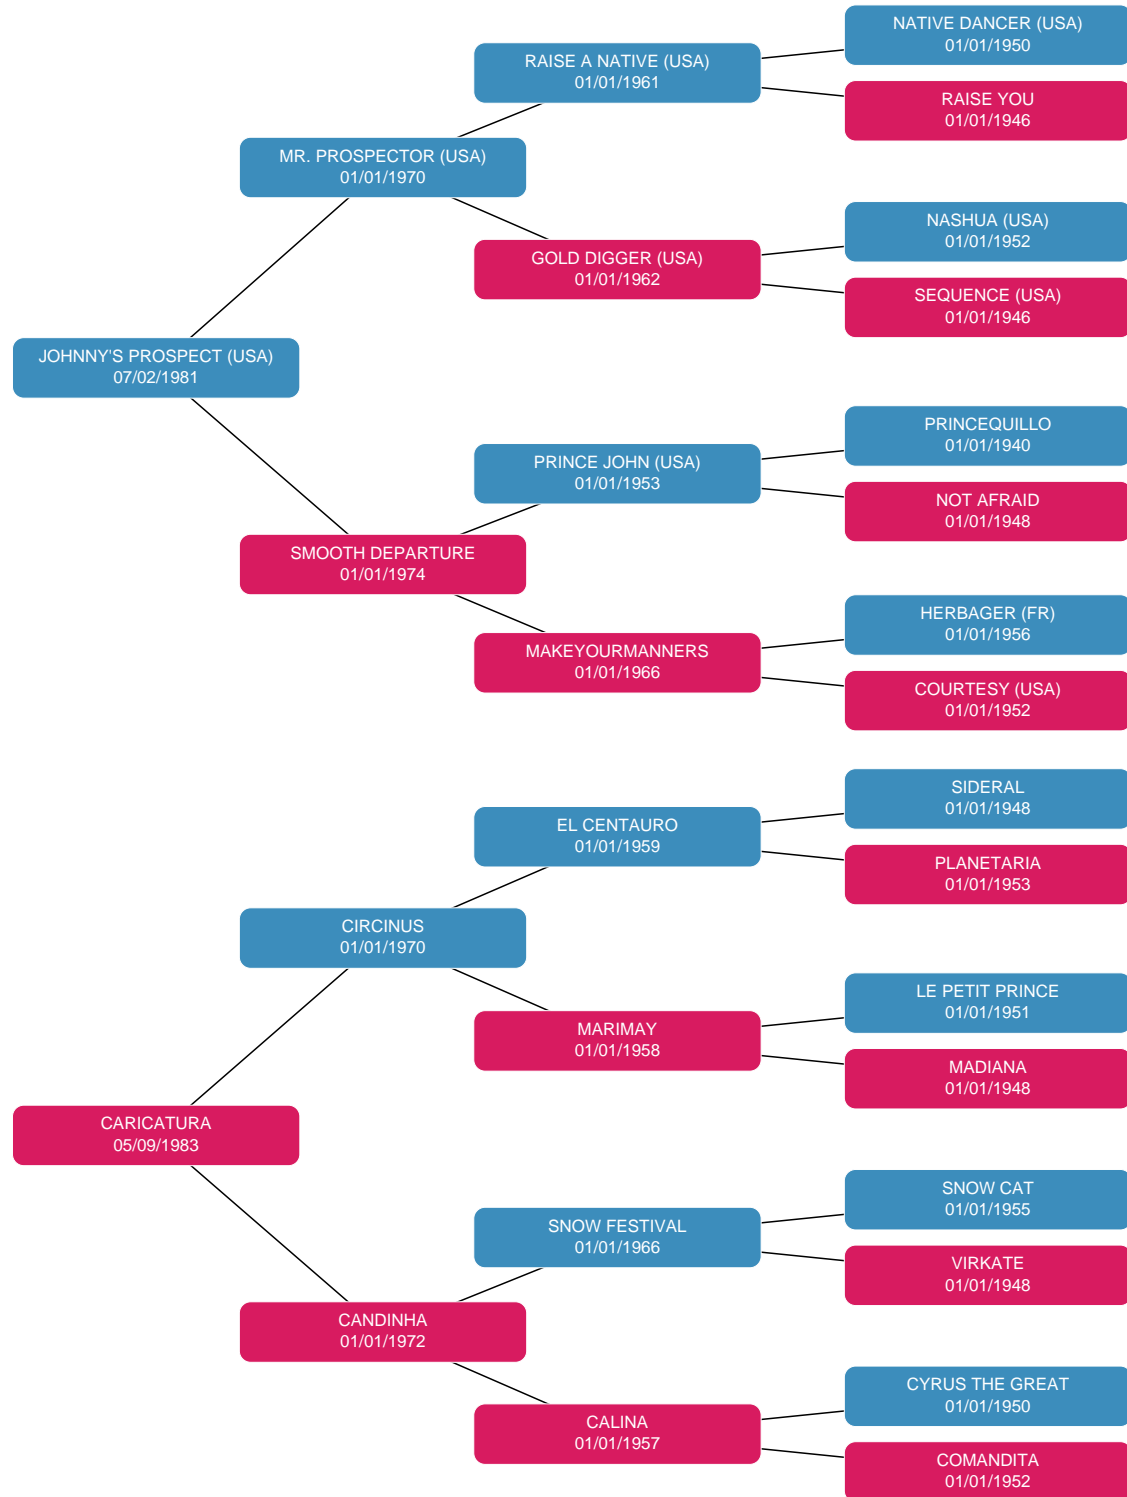 NATIVE DANCER (USA)
01/01/1950
RAISE A NATIVE (USA)
01/01/1961
RAISE YOU
01/01/1946
MR. PROSPECTOR (USA)
01/01/1970
NASHUA (USA)
01/01/1952
GOLD DIGGER (USA)
01/01/1962
SEQUENCE (USA)
01/01/1946
JOHNNY'S PROSPECT (USA)
07/02/1981
PRINCEQUILLO
01/01/1940
PRINCE JOHN (USA)
01/01/1953
NOT AFRAID
01/01/1948
SMOOTH DEPARTURE
01/01/1974
HERBAGER (FR)
01/01/1956
MAKEYOURMANNERS
01/01/1966
COURTESY (USA)
01/01/1952
SIDERAL
01/01/1948
EL CENTAURO
01/01/1959
PLANETARIA
01/01/1953
CIRCINUS
01/01/1970
LE PETIT PRINCE
01/01/1951
MARIMAY
01/01/1958
MADIANA
01/01/1948
CARICATURA
05/09/1983
SNOW CAT
01/01/1955
SNOW FESTIVAL
01/01/1966
VIRKATE
01/01/1948
CANDINHA
01/01/1972
CYRUS THE GREAT
01/01/1950
CALINA
01/01/1957
COMANDITA
01/01/1952